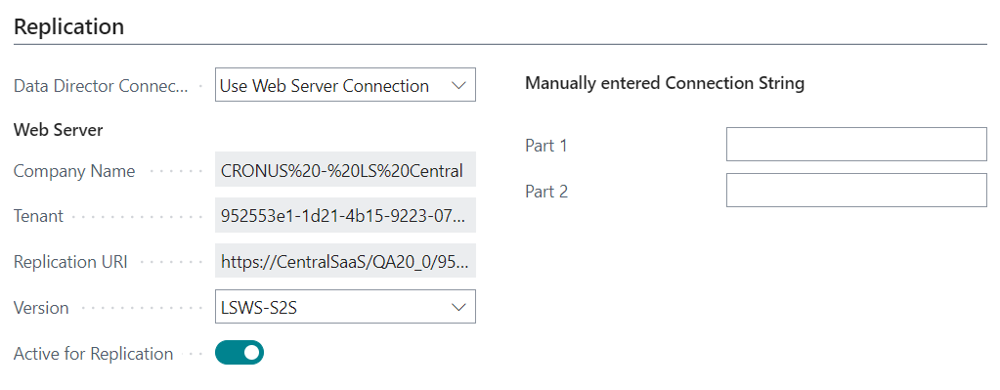 Replication
Data Director Connec... Use Web Server Connection
Web Server
Company Name CRONUS%20-%20LS%20Central
Tenant 952553e1-1d21-4b15-9223-07...
Replication URI https://CentralSaaS/QA20_0/95...
Version LSWS-S2S
Active for Replication
Manually entered Connection String
Part 1
Part 2